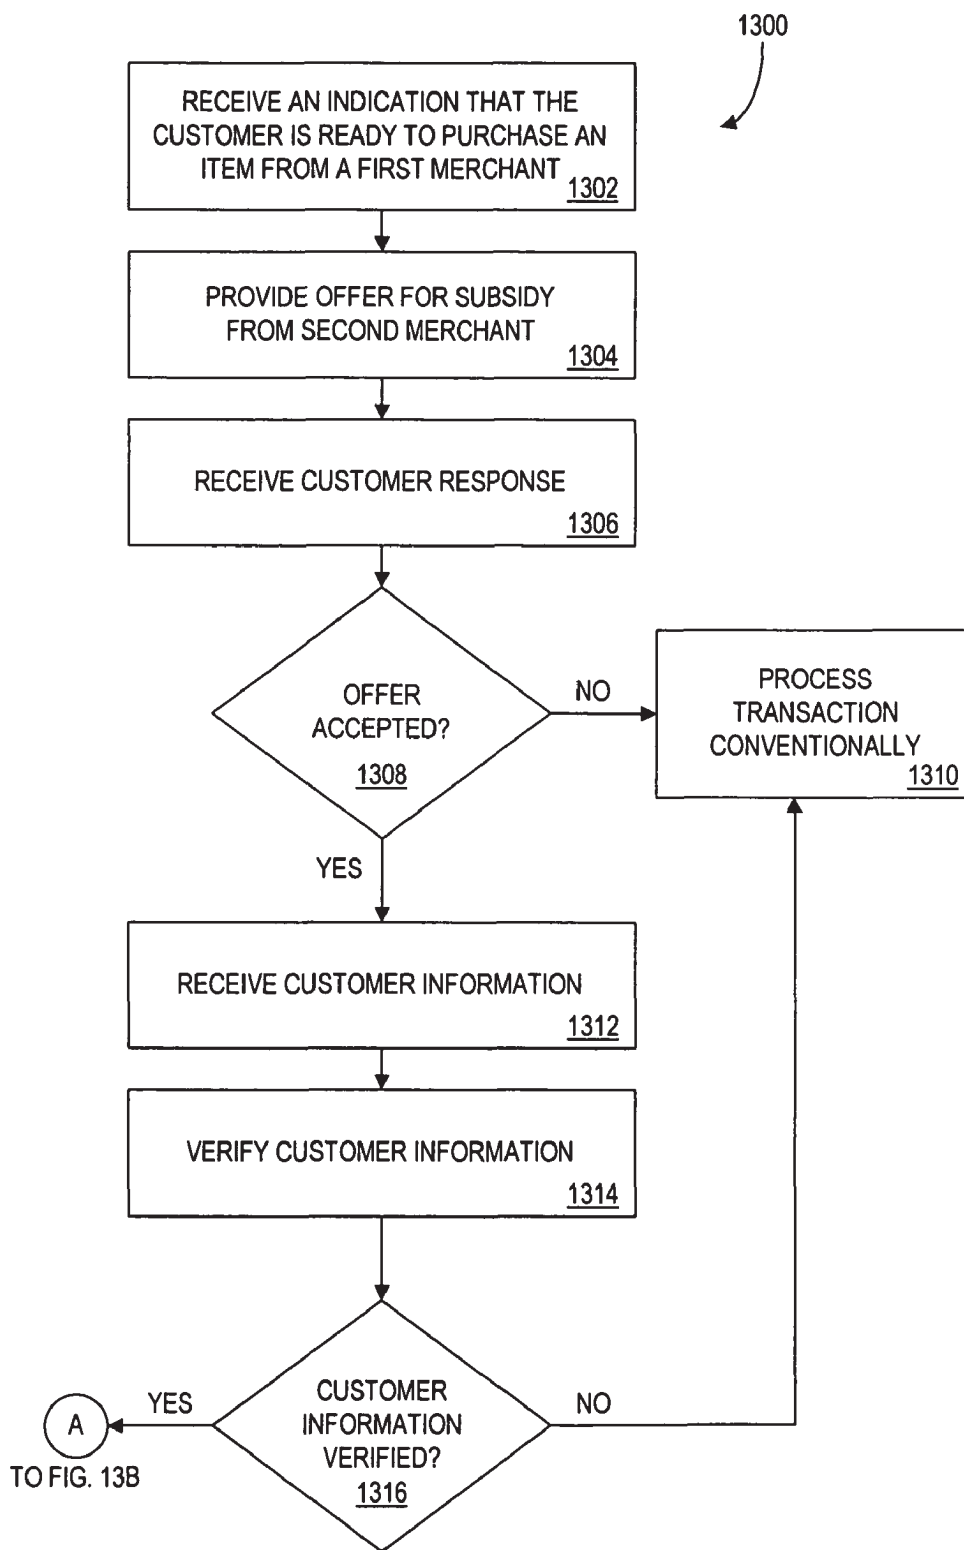 1300
RECEIVE AN INDICATION THAT THE
CUSTOMER IS READY TO PURCHASE AN
ITEM FROM A FIRST MERCHANT
1302
PROVIDE OFFER FOR SUBSIDY
FROM SECOND MERCHANT
1304
RECEIVE CUSTOMER RESPONSE
1306
OFFER
ACCEPTED?
1308
NO
PROCESS
TRANSACTION
CONVENTIONALLY
1310
YES
RECEIVE CUSTOMER INFORMATION
1312
VERIFY CUSTOMER INFORMATION
1314
CUSTOMER
INFORMATION
VERIFIED?
1316
YES
NO
A
TO FIG. 13B